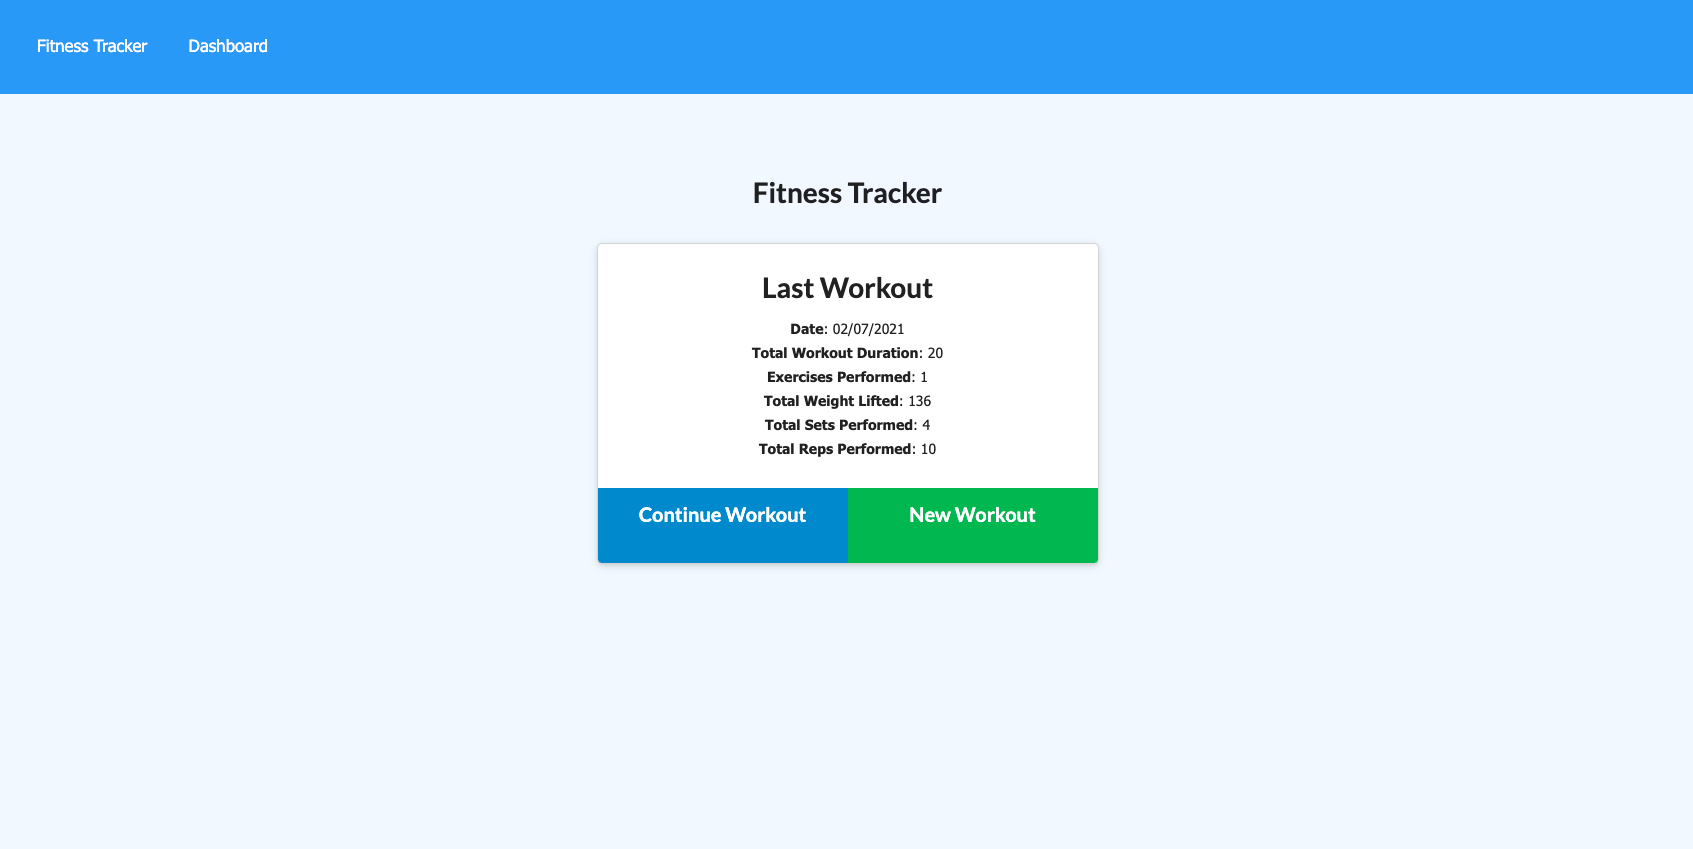 Fitness Tracker Dashboard
Fitness Tracker
Last Workout
Date: 02/07/2021
Total Workout Duration: 20
Exercises Performed: 1
Total Weight Lifted: 136
Total Sets Performed: 4
Total Reps Performed: 10
Continue Workout New Workout